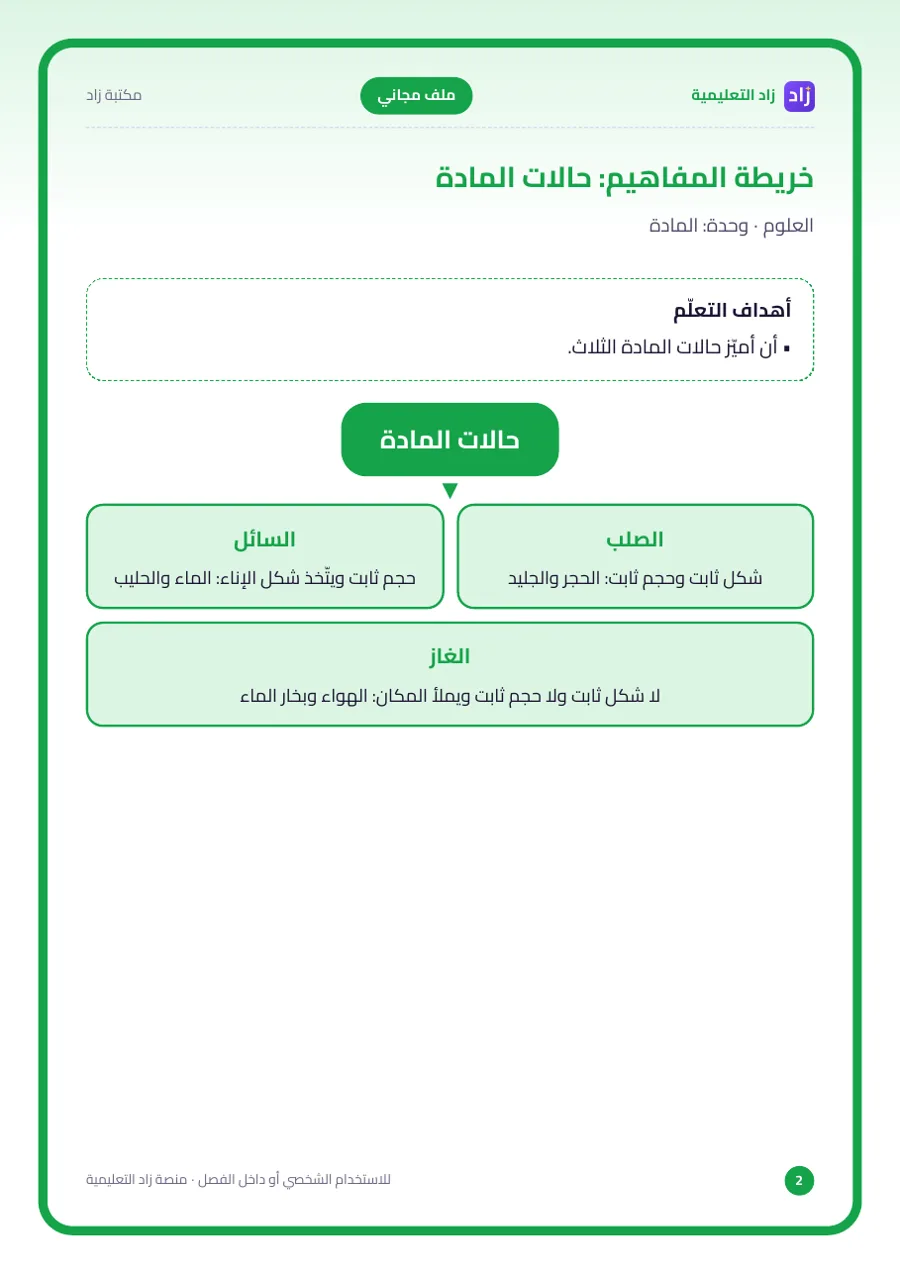 زاد
زاد التعليمية
ملف مجاني
مكتبة زاد
خريطة المفاهيم: حالات المادة
العلوم · وحدة: المادة
أهداف التعلّم
▪ أن أميّز حالات المادة الثلاث.
حالات المادة
الصلب
شكل ثابت وحجم ثابت: الحجر والجليد
السائل
حجم ثابت ويتّخذ شكل الإناء: الماء والحليب
الغاز
لا شكل ثابت ولا حجم ثابت ويملأ المكان: الهواء وبخار الماء
2
للاستخدام الشخصي أو داخل الفصل · منصة زاد التعليمية